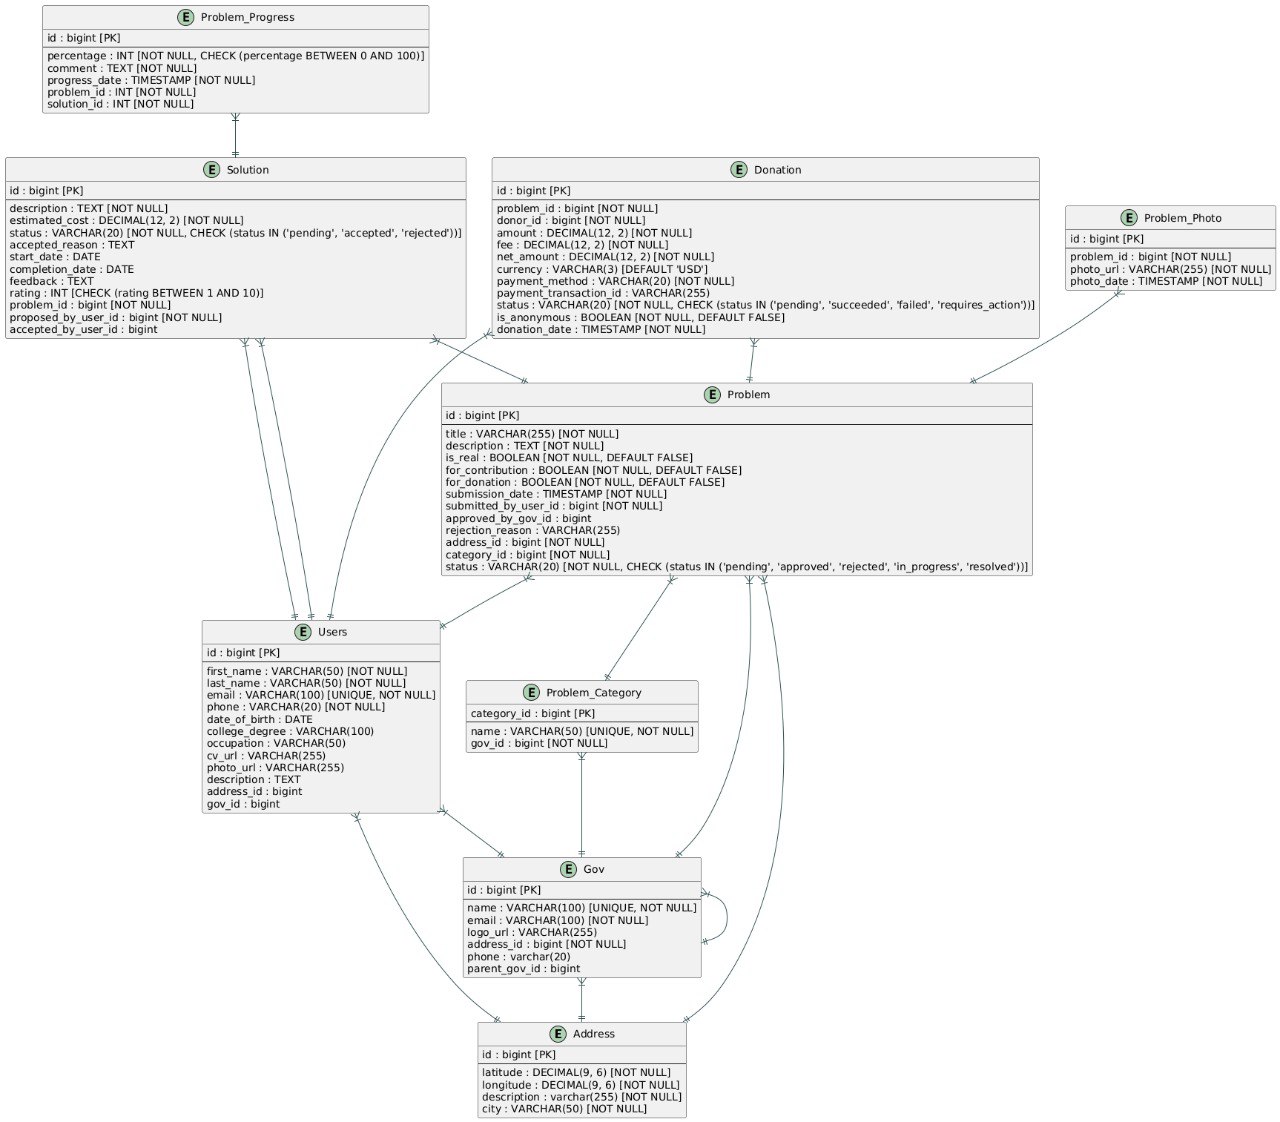 E Problem_Progress
id : bigint [PK]
percentage : INT [NOT NULL, CHECK (percentage BETWEEN 0 AND 100)]
comment : TEXT [NOT NULL]
progress_date : TIMESTAMP [NOT NULL]
problem_id : INT [NOT NULL]
solution_id : INT [NOT NULL]
E Solution
id : bigint [PK]
description : TEXT [NOT NULL]
estimated_cost : DECIMAL(12, 2) [NOT NULL]
status : VARCHAR(20) [NOT NULL, CHECK (status IN ('pending', 'accepted', 'rejected'))]
accepted_reason : TEXT
start_date : DATE
completion_date : DATE
feedback : TEXT
rating : INT [CHECK (rating BETWEEN 1 AND 10)]
problem_id : bigint [NOT NULL]
proposed_by_user_id : bigint [NOT NULL]
accepted_by_user_id : bigint
E Donation
id : bigint [PK]
problem_id : bigint [NOT NULL]
donor_id : bigint [NOT NULL]
amount : DECIMAL(12, 2) [NOT NULL]
fee : DECIMAL(12, 2) [NOT NULL]
net_amount : DECIMAL(12, 2) [NOT NULL]
currency : VARCHAR(3) [DEFAULT 'USD']
payment_method : VARCHAR(20) [NOT NULL]
payment_transaction_id : VARCHAR(255)
status : VARCHAR(20) [NOT NULL, CHECK (status IN ('pending', 'succeeded', 'failed', 'requires_action'))]
is_anonymous : BOOLEAN [NOT NULL, DEFAULT FALSE]
donation_date : TIMESTAMP [NOT NULL]
E Problem_Photo
id : bigint [PK]
problem_id : bigint [NOT NULL]
photo_url : VARCHAR(255) [NOT NULL]
photo_date : TIMESTAMP [NOT NULL]
E Problem
id : bigint [PK]
title : VARCHAR(255) [NOT NULL]
description : TEXT [NOT NULL]
is_real : BOOLEAN [NOT NULL, DEFAULT FALSE]
for_contribution : BOOLEAN [NOT NULL, DEFAULT FALSE]
for_donation : BOOLEAN [NOT NULL, DEFAULT FALSE]
submission_date : TIMESTAMP [NOT NULL]
submitted_by_user_id : bigint [NOT NULL]
approved_by_gov_id : bigint
rejection_reason : VARCHAR(255)
address_id : bigint [NOT NULL]
category_id : bigint [NOT NULL]
status : VARCHAR(20) [NOT NULL, CHECK (status IN ('pending', 'approved', 'rejected', 'in_progress', 'resolved'))]
E Users
id : bigint [PK]
first_name : VARCHAR(50) [NOT NULL]
last_name : VARCHAR(50) [NOT NULL]
email : VARCHAR(100) [UNIQUE, NOT NULL]
phone : VARCHAR(20) [NOT NULL]
date_of_birth : DATE
college_degree : VARCHAR(100)
occupation : VARCHAR(50)
cv_url : VARCHAR(255)
photo_url : VARCHAR(255)
description : TEXT
address_id : bigint
gov_id : bigint
E Problem_Category
category_id : bigint [PK]
name : VARCHAR(50) [UNIQUE, NOT NULL]
gov_id : bigint [NOT NULL]
E Gov
id : bigint [PK]
name : VARCHAR(100) [UNIQUE, NOT NULL]
email : VARCHAR(100) [NOT NULL]
logo_url : VARCHAR(255)
address_id : bigint [NOT NULL]
phone : varchar(20)
parent_gov_id : bigint
E Address
id : bigint [PK]
latitude : DECIMAL(9, 6) [NOT NULL]
longitude : DECIMAL(9, 6) [NOT NULL]
description : varchar(255) [NOT NULL]
city : VARCHAR(50) [NOT NULL]